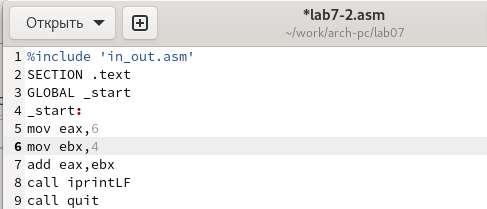 Открыть
*lab7-2.asm
~/work/arch-pc/lab07
1 %include 'in_out.asm'
2 SECTION .text
3 GLOBAL _start
4 _start:
5 mov eax,6
6 mov ebx,4
7 add eax,ebx
8 call iprintLF
9 call quit